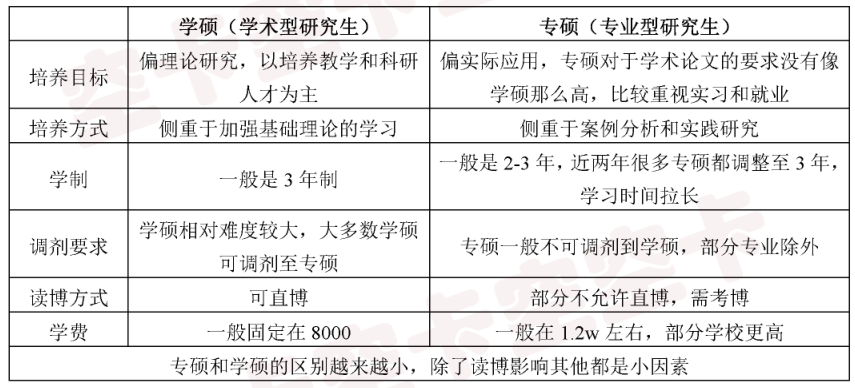 学硕（学术型研究生）
专硕（专业型研究生）
培养目标
偏理论研究，以培养教学和科研
人才为主
偏实际应用，专硕对于学术论文的要求没有像
学硕那么高，比较重视实习和就业
培养方式
侧重于加强基础理论的学习
侧重于案例分析和实践研究
学制
一般是 3 年制
一般是 2-3 年，近两年很多专硕都调整至 3 年，
学习时间拉长
调剂要求
学硕相对难度较大，大多数学硕
可调剂至专硕
专硕一般不可调剂到学硕，部分专业除外
读博方式
可直博
部分不允许直博，需考博
学费
一般固定在 8000
一般在 1.2w 左右，部分学校更高
专硕和学硕的区别越来越小，除了读博影响其他都是小因素